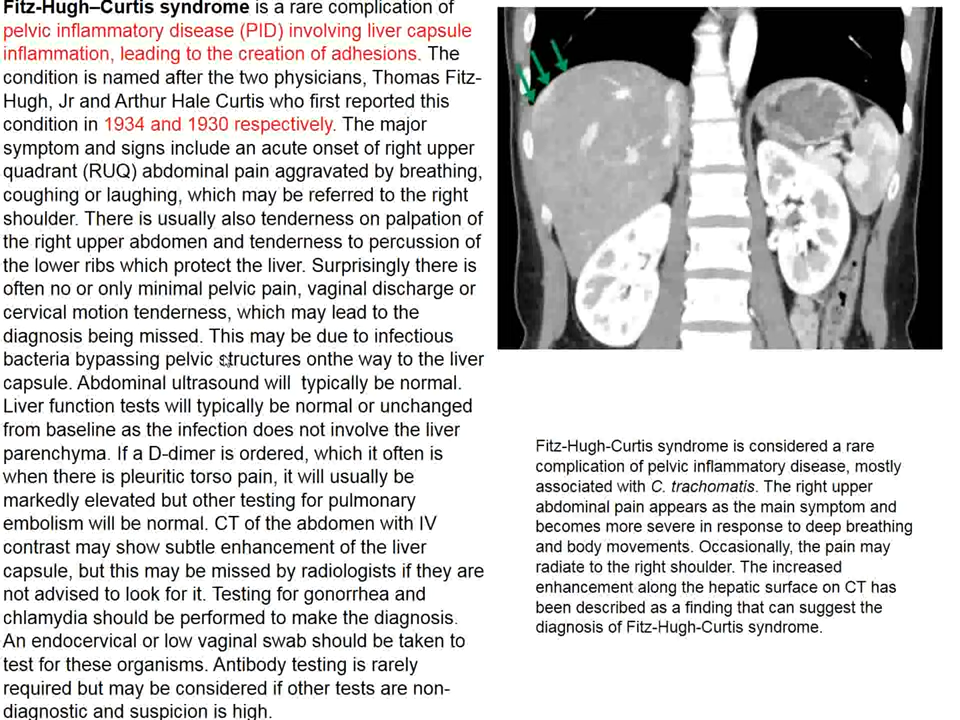 Fitz-Hugh–Curtis syndrome is a rare complication of
pelvic inflammatory disease (PID) involving liver capsule
inflammation, leading to the creation of adhesions. The
condition is named after the two physicians, Thomas Fitz-
Hugh, Jr and Arthur Hale Curtis who first reported this
condition in 1934 and 1930 respectively. The major
symptom and signs include an acute onset of right upper
quadrant (RUQ) abdominal pain aggravated by breathing,
coughing or laughing, which may be referred to the right
shoulder. There is usually also tenderness on palpation of
the right upper abdomen and tenderness to percussion of
the lower ribs which protect the liver. Surprisingly there is
often no or only minimal pelvic pain, vaginal discharge or
cervical motion tenderness, which may lead to the
diagnosis being missed. This may be due to infectious
bacteria bypassing pelvic structures onthe way to the liver
capsule. Abdominal ultrasound will typically be normal.
Liver function tests will typically be normal or unchanged
from baseline as the infection does not involve the liver
parenchyma. If a D-dimer is ordered, which it often is
when there is pleuritic torso pain, it will usually be
markedly elevated but other testing for pulmonary
embolism will be normal. CT of the abdomen with IV
contrast may show subtle enhancement of the liver
capsule, but this may be missed by radiologists if they are
not advised to look for it. Testing for gonorrhea and
chlamydia should be performed to make the diagnosis.
An endocervical or low vaginal swab should be taken to
test for these organisms. Antibody testing is rarely
required but may be considered if other tests are non-
diagnostic and suspicion is high.
Fitz-Hugh-Curtis syndrome is considered a rare
complication of pelvic inflammatory disease, mostly
associated with C. trachomatis. The right upper
abdominal pain appears as the main symptom and
becomes more severe in response to deep breathing
and body movements. Occasionally, the pain may
radiate to the right shoulder. The increased
enhancement along the hepatic surface on CT has
been described as a finding that can suggest the
diagnosis of Fitz-Hugh-Curtis syndrome.